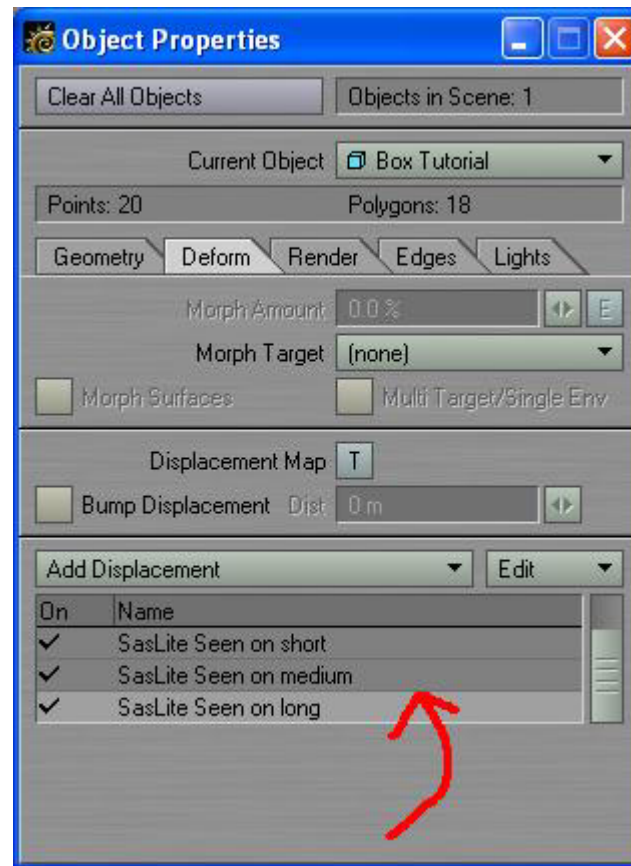 Object Properties
Clear All Objects Objects in Scene: 1
Current Object Box Tutorial
Points: 20 Polygons: 18
Geometry Deform Render Edges Lights
Morph Amount 0.0 % E
Morph Target (none)
Morph Surfaces Multi Target/Single Env
Displacement Map T
Bump Displacement Dist 0 m
Add Displacement Edit
On Name
SasLite Seen on short
SasLite Seen on medium
SasLite Seen on long